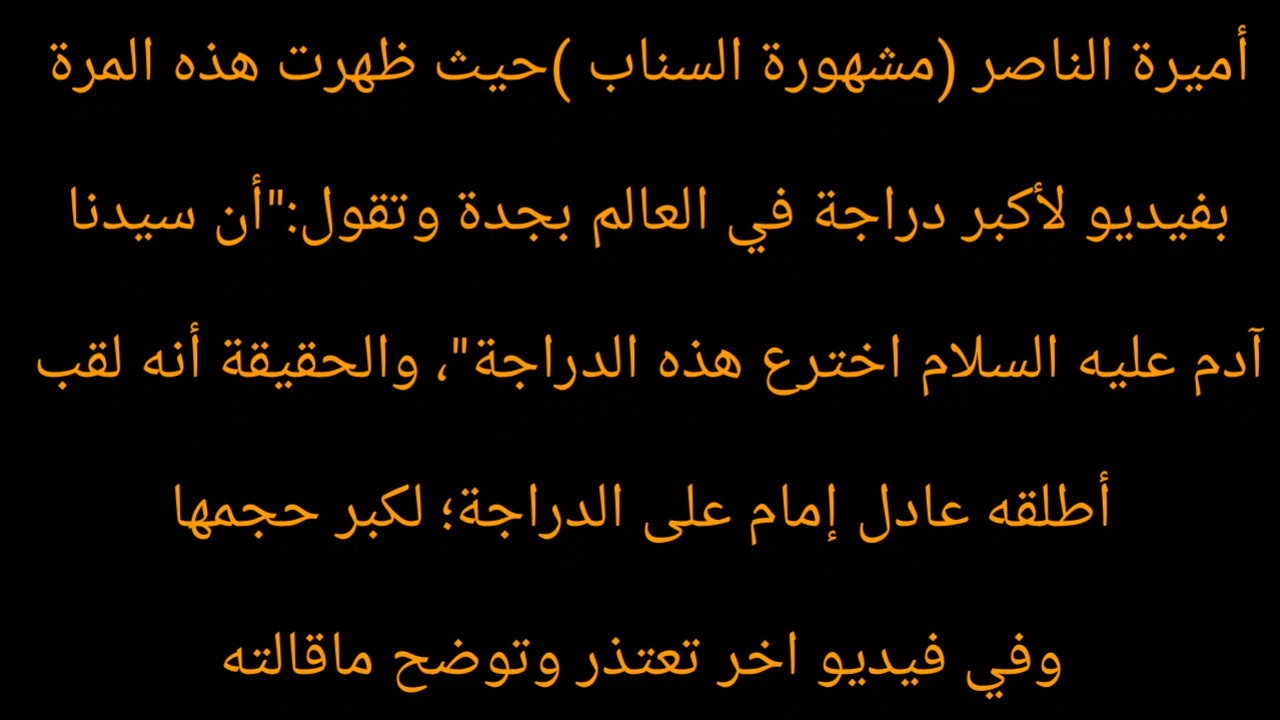 أميرة الناصر (مشهورة السناب )حيث ظهرت هذه المرة
بفيديو لأكبر دراجة في العالم بجدة وتقول:"أن سيدنا
آدم عليه السلام اخترع هذه الدراجة"، والحقيقة أنه لقب
أطلقه عادل إمام على الدراجة؛ لكبر حجمها
وفي فيديو اخر تعتذر وتوضح ماقالته